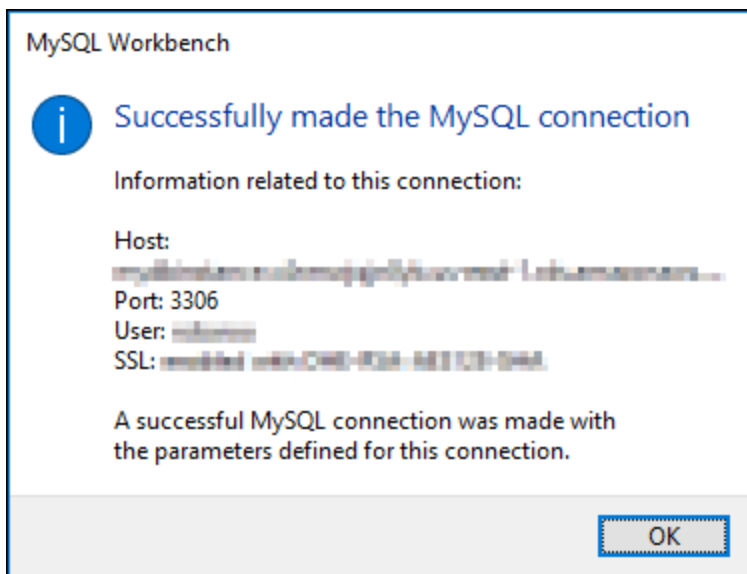 MySQL Workbench
Successfully made the MySQL connection
Information related to this connection:
Host:
Port: 3306
User:
SSL:
A successful MySQL connection was made with
the parameters defined for this connection.
OK